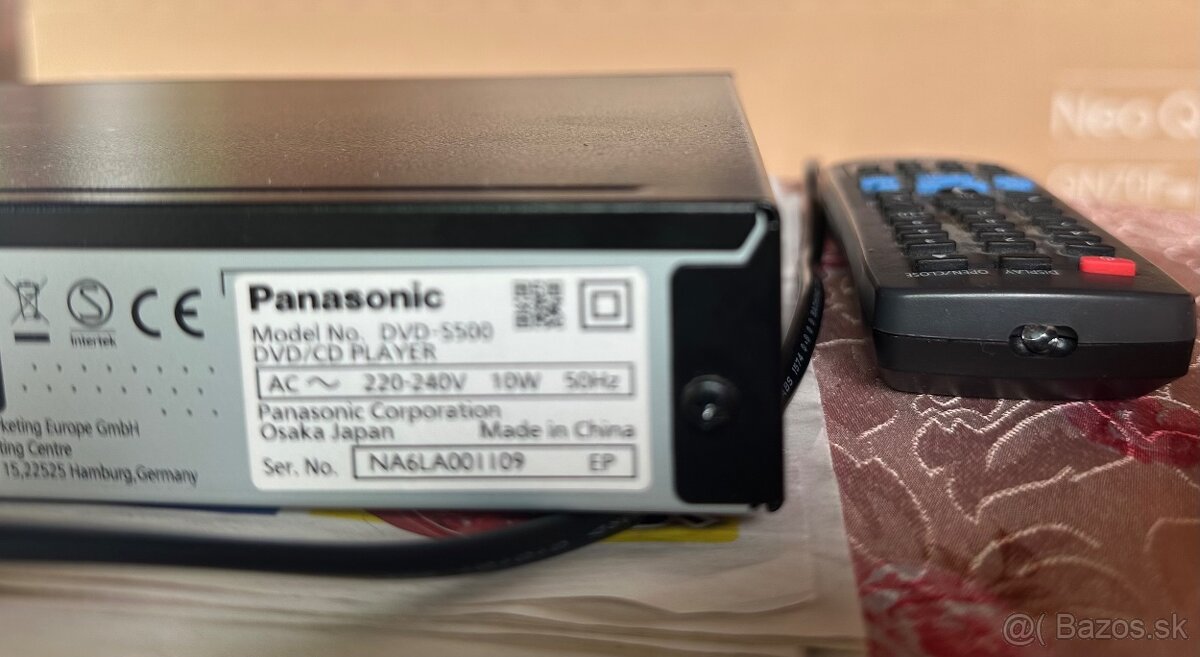 Neo Q
Panasonic
Model No. DVD-S500
DVD/CD PLAYER
AC 220-240V 10W 50Hz
Panasonic Corporation
Osaka Japan Made in China
Ser. No. NA6LA001109 EP
Intertek
CE
keting Europe GmbH
ting Centre
15, 22525 Hamburg, Germany
OPEN/CLOSE DISPLAY
@( Bazos.sk